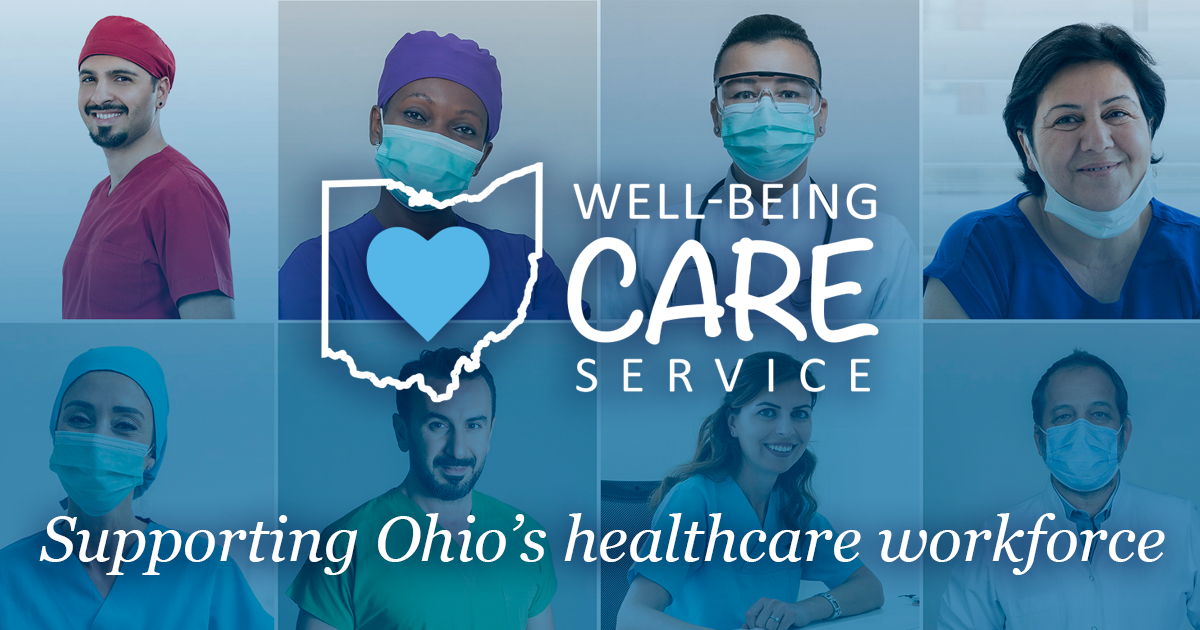 WELL-BEING
CARE
SERVICE
Supporting Ohio’s healthcare workforce